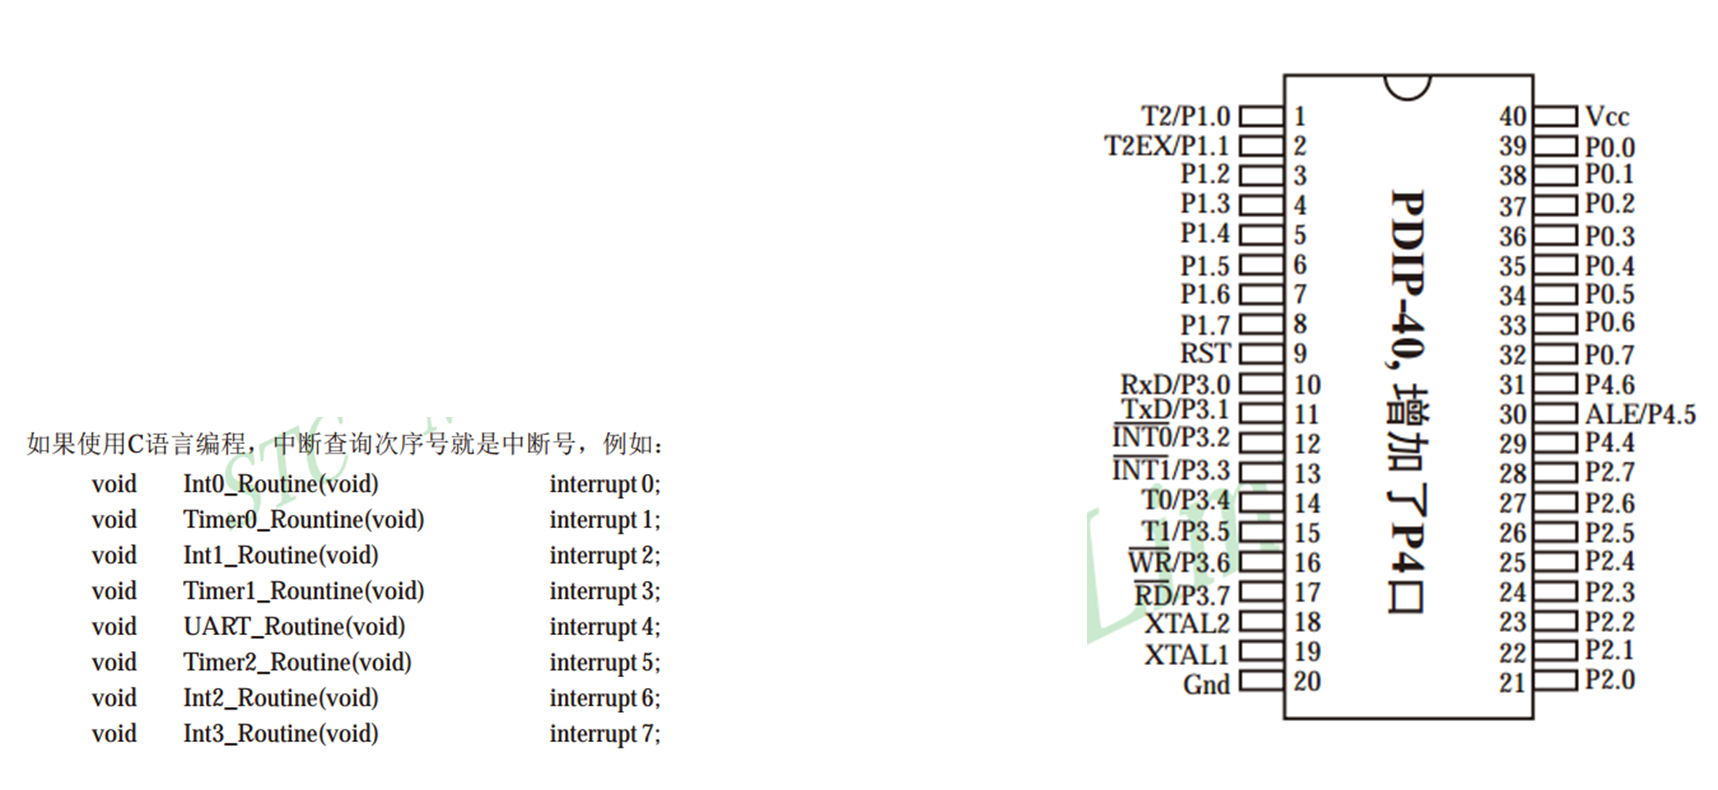 如果使用C语言编程，中断查询次序号就是中断号，例如：
void Int0_Routine(void) interrupt 0;
void Timer0_Rountine(void) interrupt 1;
void Int1_Routine(void) interrupt 2;
void Timer1_Rountine(void) interrupt 3;
void UART_Routine(void) interrupt 4;
void Timer2_Routine(void) interrupt 5;
void Int2_Routine(void) interrupt 6;
void Int3_Routine(void) interrupt 7;
STC
T2/P1.0 1 40 Vcc
T2EX/P1.1 2 39 P0.0
P1.2 3 38 P0.1
P1.3 4 37 P0.2
P1.4 5 36 P0.3
P1.5 6 35 P0.4
P1.6 7 34 P0.5
P1.7 8 33 P0.6
RST 9 32 P0.7
RxD/P3.0 10 31 P4.6
TxD/P3.1 11 30 ALE/P4.5
INT0/P3.2 12 29 P4.4
INT1/P3.3 13 28 P2.7
T0/P3.4 14 27 P2.6
T1/P3.5 15 26 P2.5
WR/P3.6 16 25 P2.4
RD/P3.7 17 24 P2.3
XTAL2 18 23 P2.2
XTAL1 19 22 P2.1
Gnd 20 21 P2.0
PDIP-40,增加了P4口
Lim